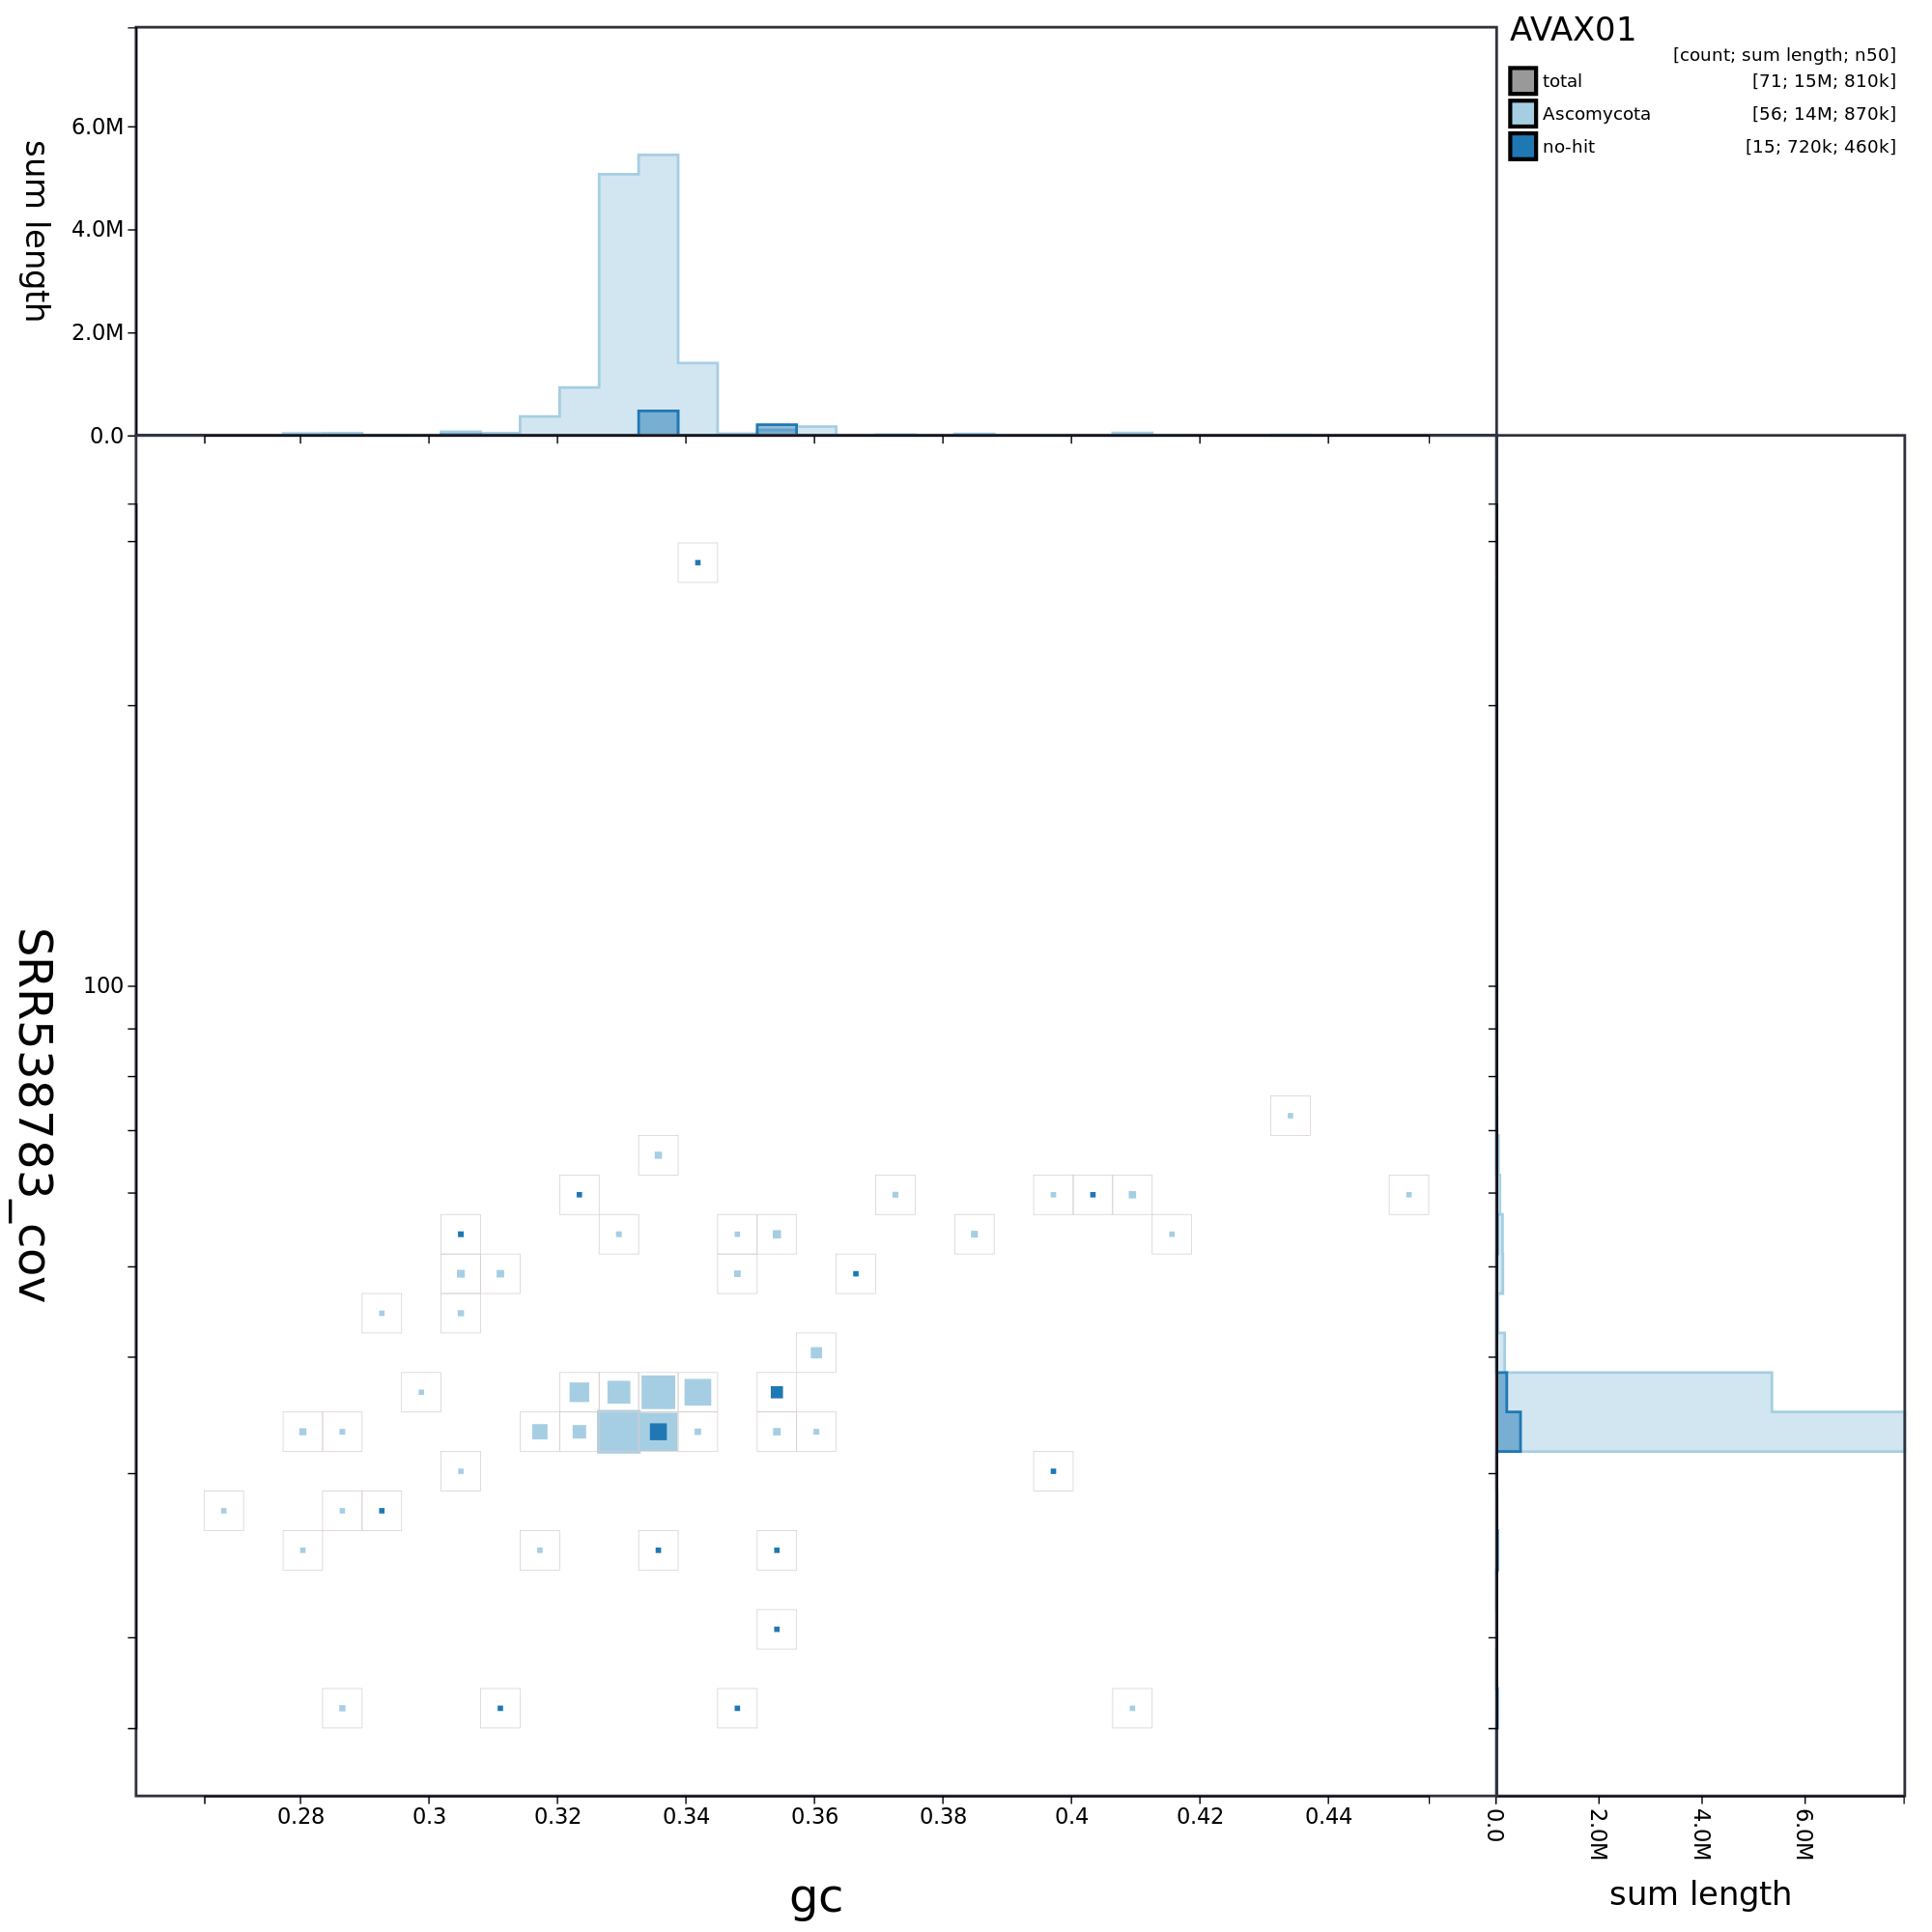 AVAX01
[count; sum length; n50]
total [71; 15M; 810k]
Ascomycota [56; 14M; 870k]
no-hit [15; 720k; 460k]
sum length
6.0M
4.0M
2.0M
0.0
SRR538783_cov
100
0.28 0.3 0.32 0.34 0.36 0.38 0.4 0.42 0.44
gc
0.0 2.0M 4.0M 6.0M
sum length